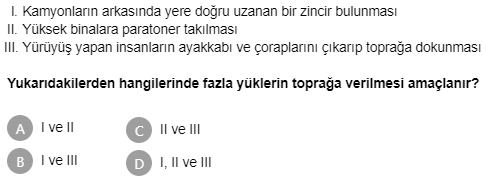 I. Kamyonların arkasında yere doğru uzanan bir zincir bulunması
II. Yüksek binalara paratoner takılması
III. Yürüyüş yapan insanların ayakkabı ve çoraplarını çıkarıp toprağa dokunması
Yukarıdakilerden hangilerinde fazla yüklerin toprağa verilmesi amaçlanır?
A I ve II
C II ve III
B I ve III
D I, II ve III